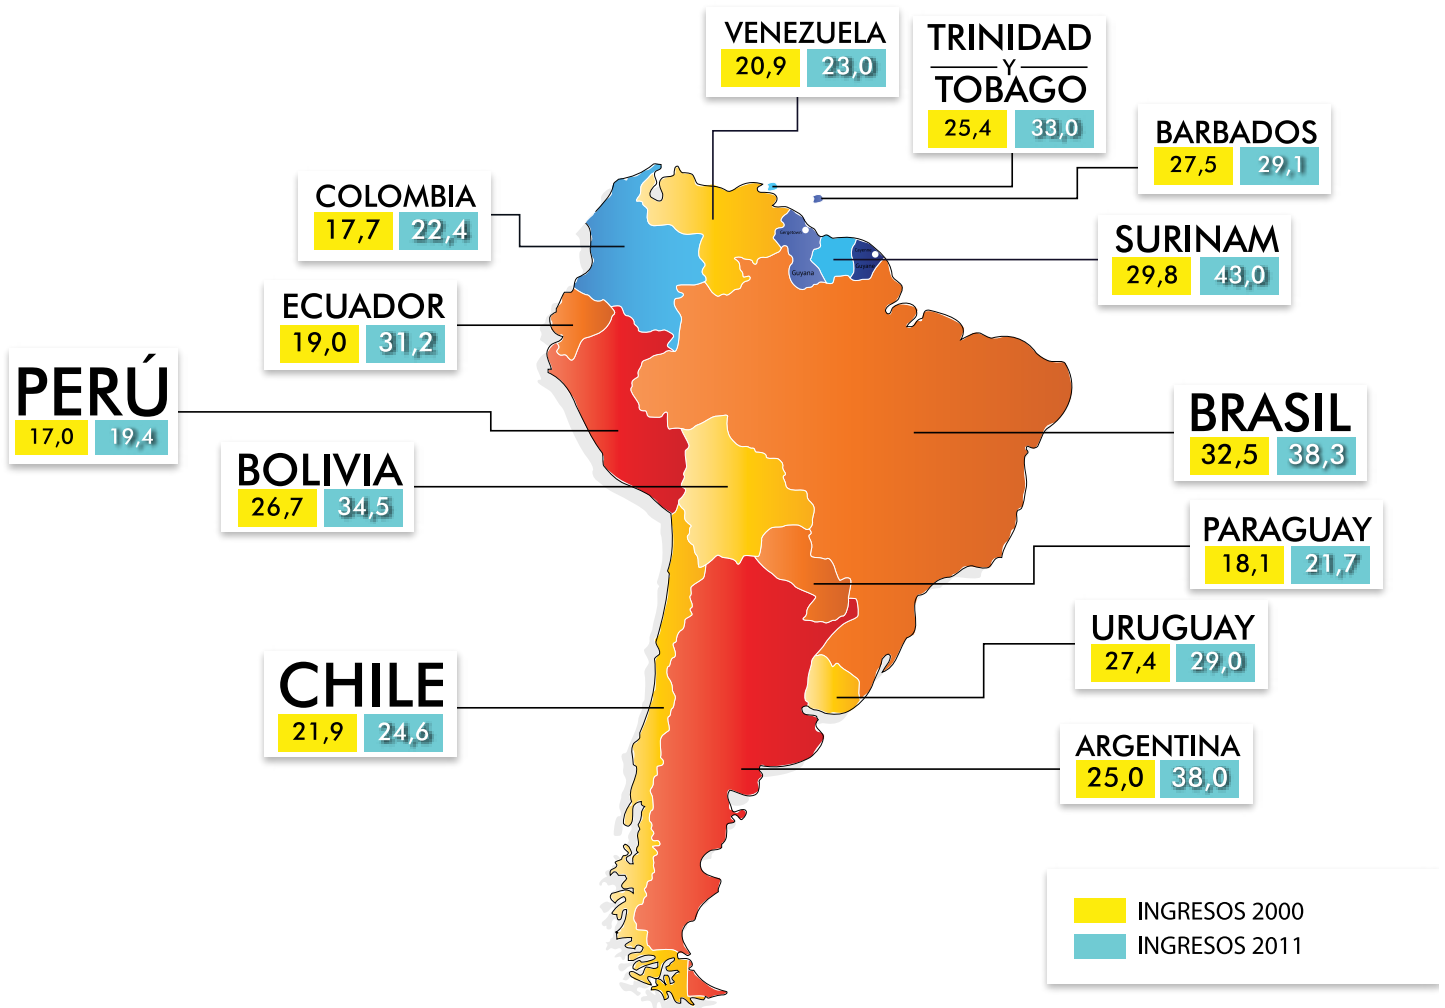 VENEZUELA
20,9 23,0
TRINIDAD
Y
TOBAGO
25,4 33,0
BARBADOS
27,5 29,1
COLOMBIA
17,7 22,4
SURINAM
29,8 43,0
ECUADOR
19,0 31,2
PERÚ
17,0 19,4
BRASIL
32,5 38,3
BOLIVIA
26,7 34,5
PARAGUAY
18,1 21,7
URUGUAY
27,4 29,0
CHILE
21,9 24,6
ARGENTINA
25,0 38,0
Guyana
INGRESOS 2000
INGRESOS 2011